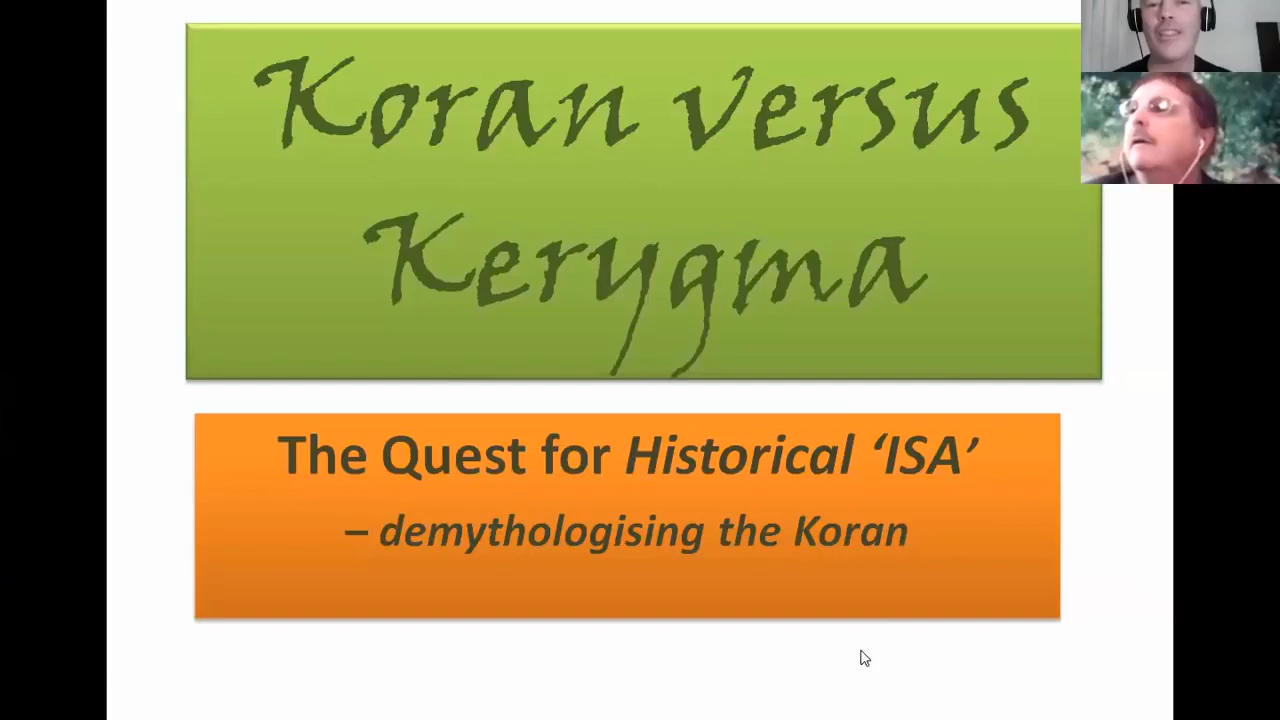 Koran versus
Kerygma
The Quest for Historical ‘ISA’
– demythologising the Koran